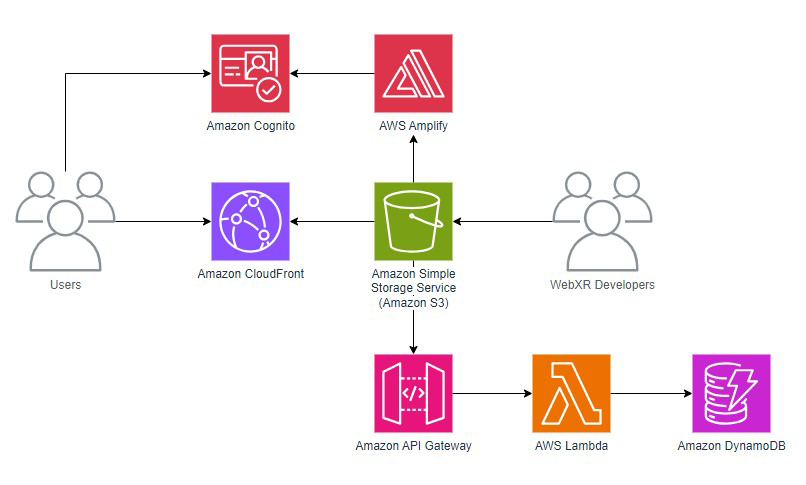 Amazon Cognito
AWS Amplify
Users
Amazon CloudFront
Amazon Simple
Storage Service
(Amazon S3)
WebXR Developers
</>
Amazon API Gateway
AWS Lambda
Amazon DynamoDB